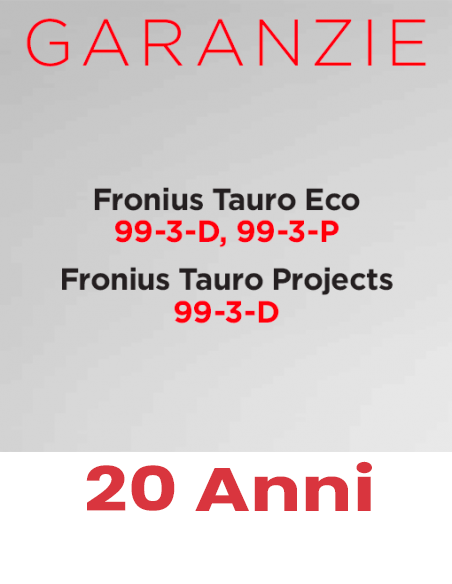 GARANZIE
Fronius Tauro Eco
99-3-D, 99-3-P
Fronius Tauro Projects
99-3-D
20 Anni